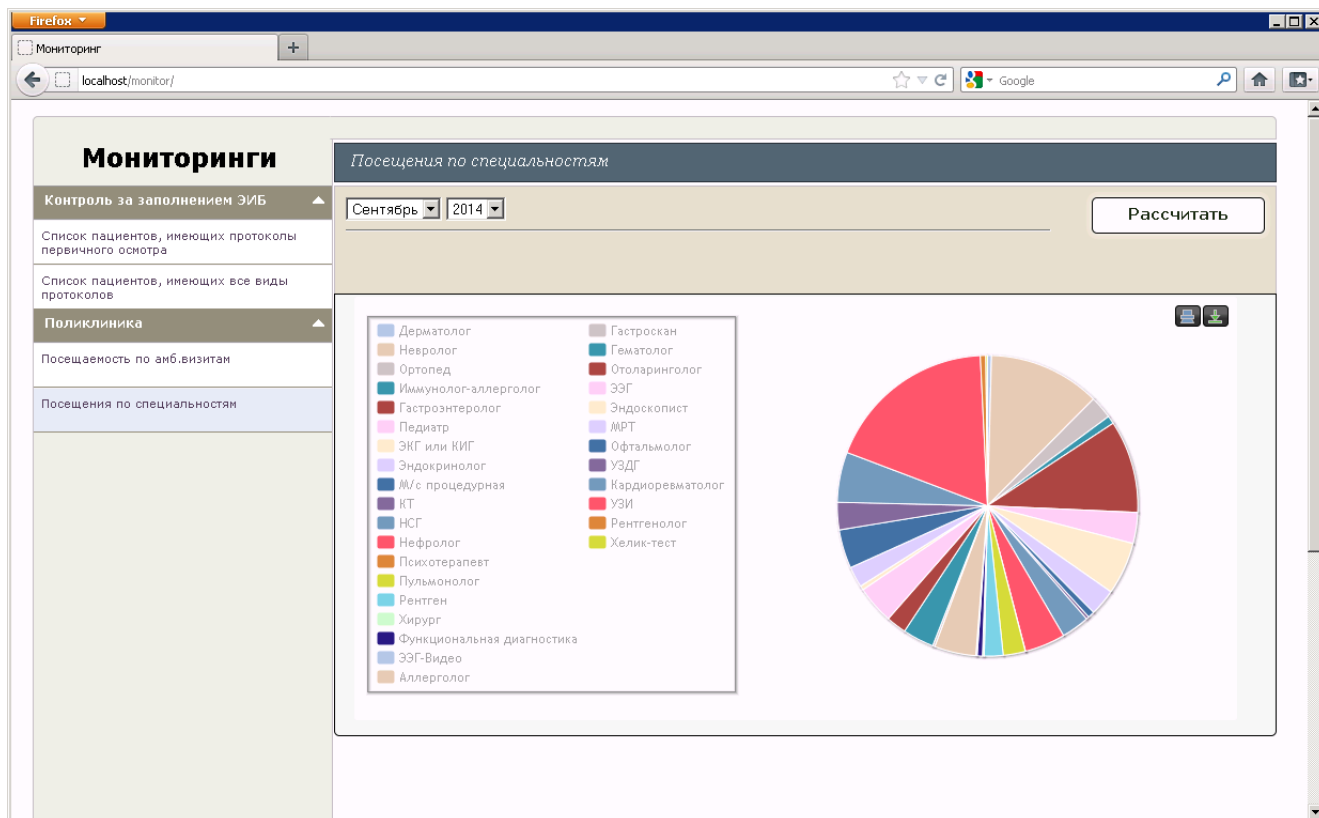 Firefox
Мониторинг
localhost/monitor/
Google
Мониторинги
Контроль за заполнением ЭИБ
Список пациентов, имеющих протоколы
первичного осмотра
Список пациентов, имеющих все виды
протоколов
Поликлиника
Посещаемость по амб.визитам
Посещения по специальностям
Посещения по специальностям
Сентябрь 2014
Рассчитать
Дерматолог
Невролог
Ортопед
Иммунолог-аллерголог
Гастроэнтеролог
Педиатр
ЭКГ или КИГ
Эндокринолог
М/с процедурная
КТ
НСГ
Нефролог
Психотерапевт
Пульмонолог
Рентген
Хирург
Функциональная диагностика
ЭЭГ-Видео
Аллерголог
Гастроскан
Гематолог
Отоларинголог
ЭЭГ
Эндоскопист
МРТ
Офтальмолог
УЗДГ
Кардиоревматолог
УЗИ
Рентгенолог
Хелик-тест